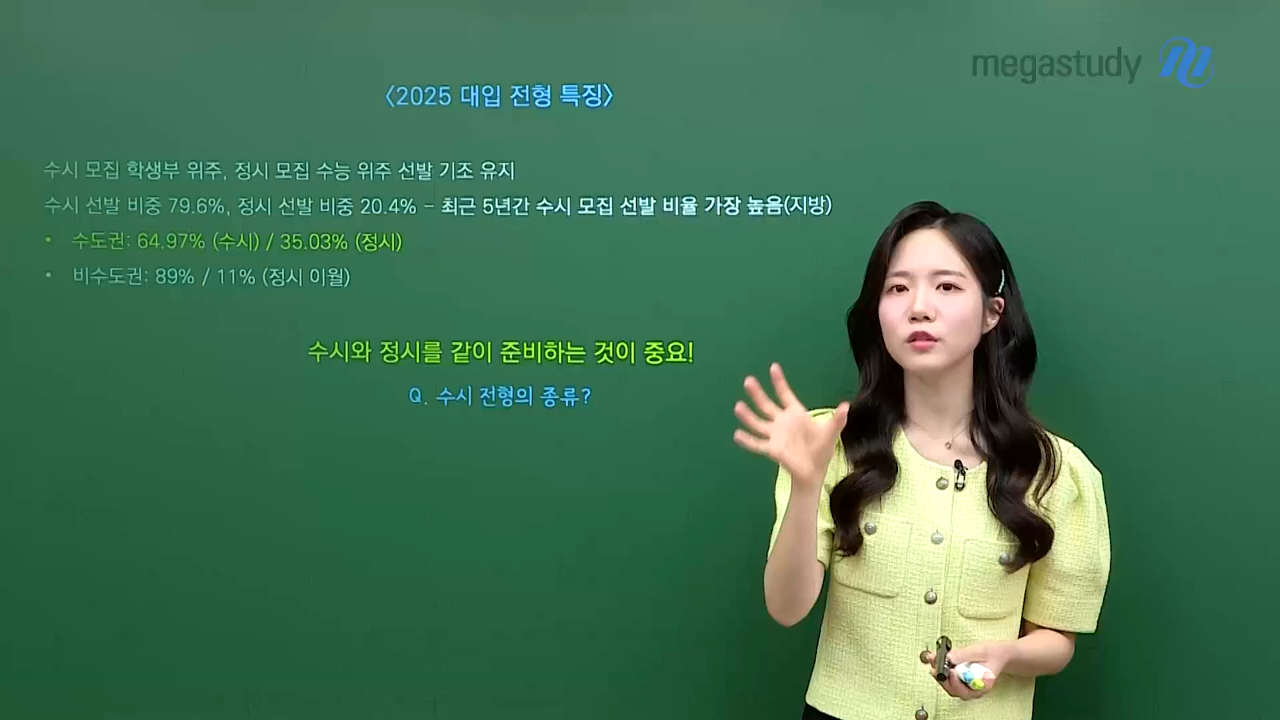 megastudy
〈2025 대입 전형 특징〉
수시 모집 학생부 위주, 정시 모집 수능 위주 선발 기조 유지
수시 선발 비중 79.6%, 정시 선발 비중 20.4% – 최근 5년간 수시 모집 선발 비율 가장 높음(지방)
• 수도권: 64.97% (수시) / 35.03% (정시)
• 비수도권: 89% / 11% (정시 이월)
수시와 정시를 같이 준비하는 것이 중요!
Q. 수시 전형의 종류?